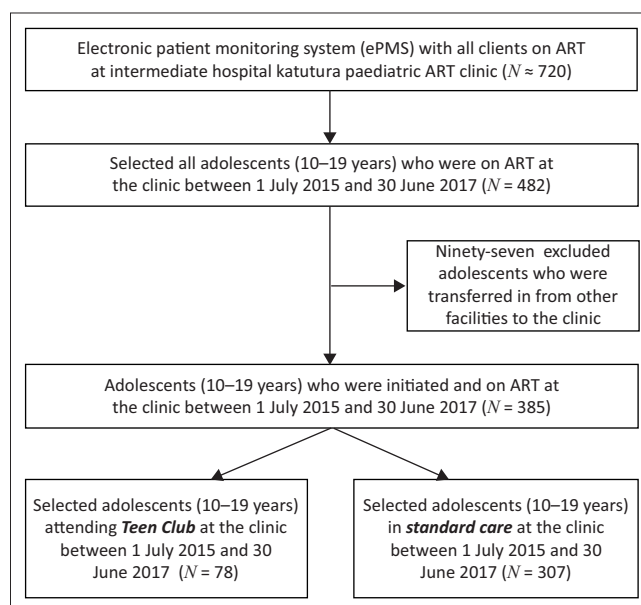 Electronic patient monitoring system (ePMS) with all clients on ART
at intermediate hospital katutura paediatric ART clinic (N ≈ 720)
Selected all adolescents (10–19 years) who were on ART at
the clinic between 1 July 2015 and 30 June 2017 (N = 482)
Ninety-seven excluded
adolescents who were
transferred in from other
facilities to the clinic
Adolescents (10–19 years) who were initiated and on ART at
the clinic between 1 July 2015 and 30 June 2017 (N = 385)
Selected adolescents (10–19 years)
attending Teen Club at the clinic
between 1 July 2015 and 30
June 2017 (N = 78)
Selected adolescents (10–19 years)
in standard care at the clinic
between 1 July 2015 and 30
June 2017 (N = 307)